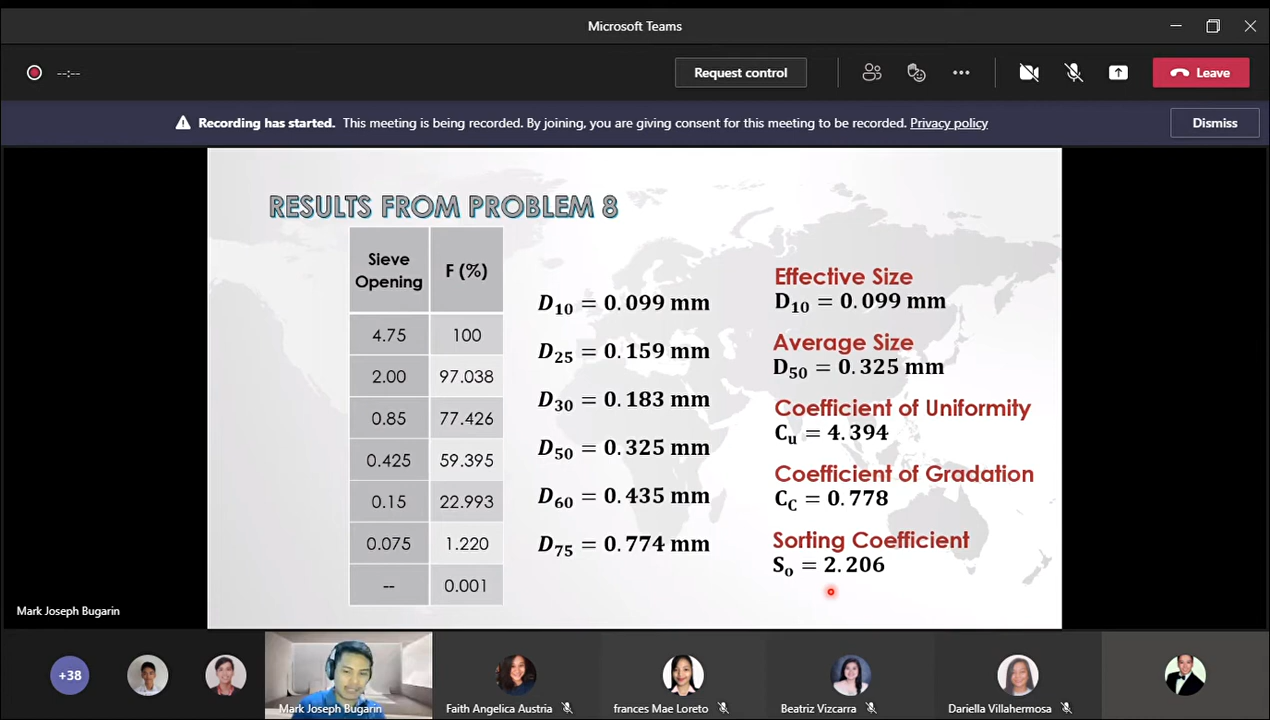 Microsoft Teams
--:--
Request control
Leave
Recording has started. This meeting is being recorded. By joining, you are giving consent for this meeting to be recorded. Privacy policy
Dismiss
RESULTS FROM PROBLEM 8
Sieve Opening F (%)
4.75 100
2.00 97.038
0.85 77.426
0.425 59.395
0.15 22.993
0.075 1.220
-- 0.001
D₁₀ = 0.099 mm
D₂₅ = 0.159 mm
D₃₀ = 0.183 mm
D₅₀ = 0.325 mm
D₆₀ = 0.435 mm
D₇₅ = 0.774 mm
Effective Size
D₁₀ = 0.099 mm
Average Size
D₅₀ = 0.325 mm
Coefficient of Uniformity
Cᵤ = 4.394
Coefficient of Gradation
C_C = 0.778
Sorting Coefficient
Sₒ = 2.206
Mark Joseph Bugarin
+38
Mark Joseph Bugarin
Faith Angelica Austria
frances Mae Loreto
Beatriz Vizcarra
Dariella Villahermosa